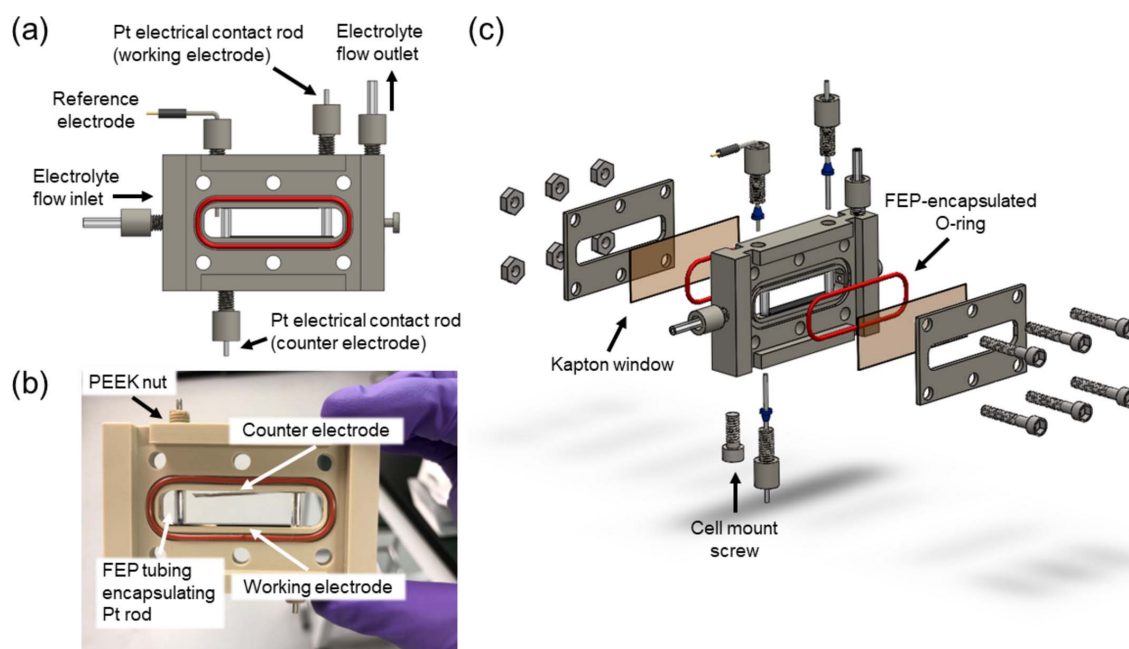 (a)
Pt electrical contact rod
(working electrode)
Electrolyte
flow outlet
Reference
electrode
Electrolyte
flow inlet
Pt electrical contact rod
(counter electrode)
(b)
PEEK nut
Counter electrode
FEP tubing
encapsulating
Pt rod
Working electrode
(c)
FEP-encapsulated
O-ring
Kapton window
Cell mount
screw